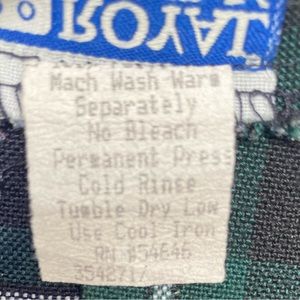 ROYAL
Mach Wash Warm
Separately
No Bleach
Permanent Press
Cold Rinse
Tumble Dry Low
Use Cool Iron
RN #54646
3542717